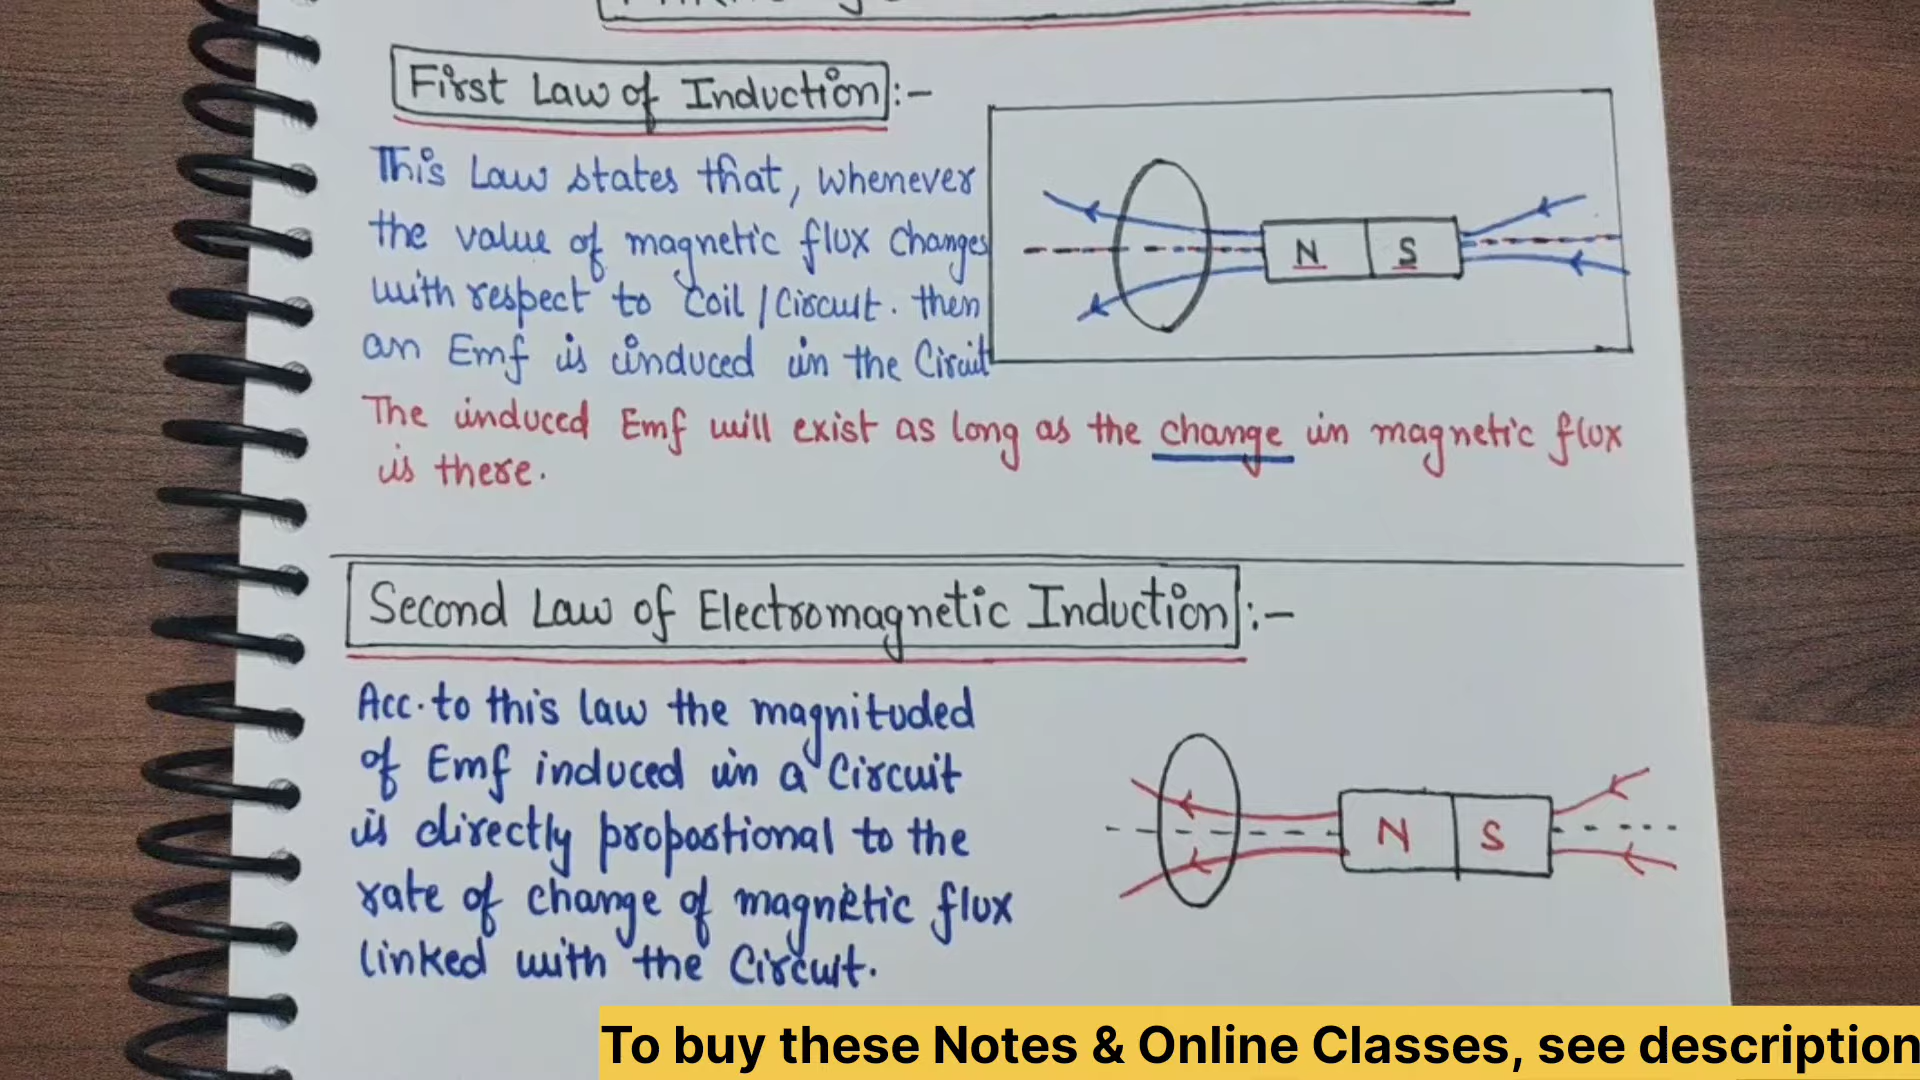 First Law of Induction:-
This Law states that, whenever
the value of magnetic flux changes
with respect to Coil/Circuit. then
an Emf is induced in the Circuit
N S
The induced Emf will exist as long as the change in magnetic flux
is there.
Second Law of Electromagnetic Induction:-
Acc. to this law the magnituded
of Emf induced in a Circuit
is directly proportional to the
rate of change of magnetic flux
linked with the Circuit.
N S
To buy these Notes & Online Classes, see description